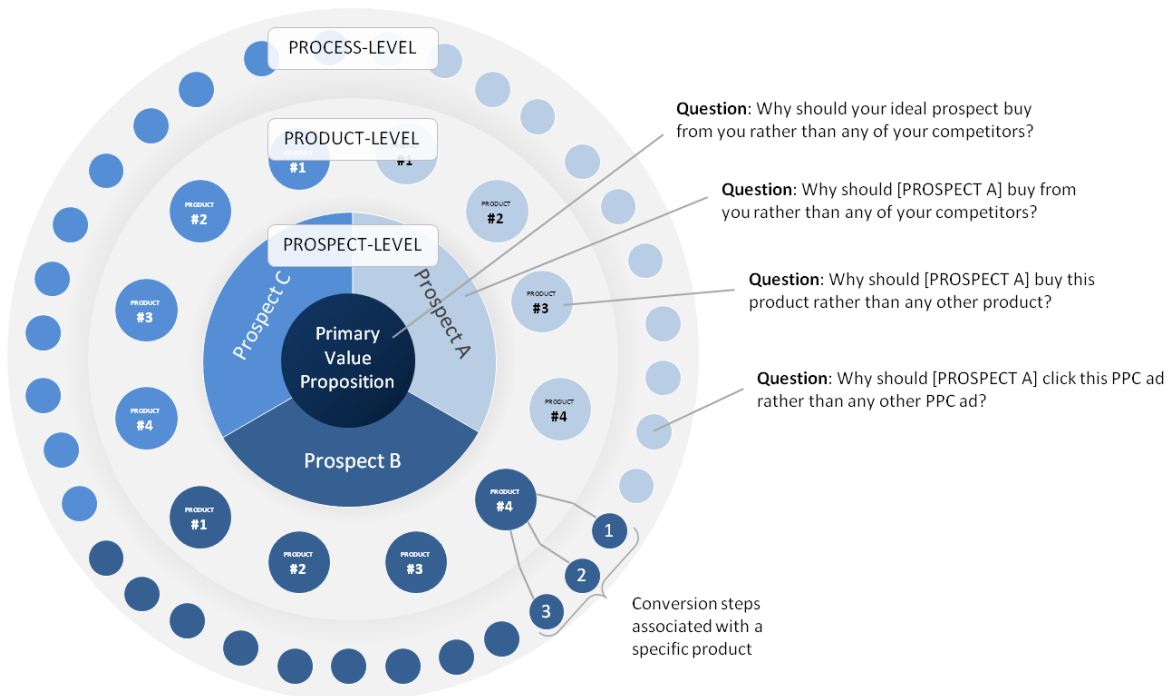 PROCESS-LEVEL
PRODUCT-LEVEL
#1
#1
PRODUCT
#2
PRODUCT
#2
PROSPECT-LEVEL
Prospect C
Prospect A
PRODUCT
#3
PRODUCT
#3
Primary
Value
Proposition
PRODUCT
#4
PRODUCT
#4
Prospect B
PRODUCT
#1
PRODUCT
#2
PRODUCT
#3
PRODUCT
#4
1
2
3
Question: Why should your ideal prospect buy
from you rather than any of your competitors?
Question: Why should [PROSPECT A] buy from
you rather than any of your competitors?
Question: Why should [PROSPECT A] buy this
product rather than any other product?
Question: Why should [PROSPECT A] click this PPC ad
rather than any other PPC ad?
Conversion steps
associated with a
specific product